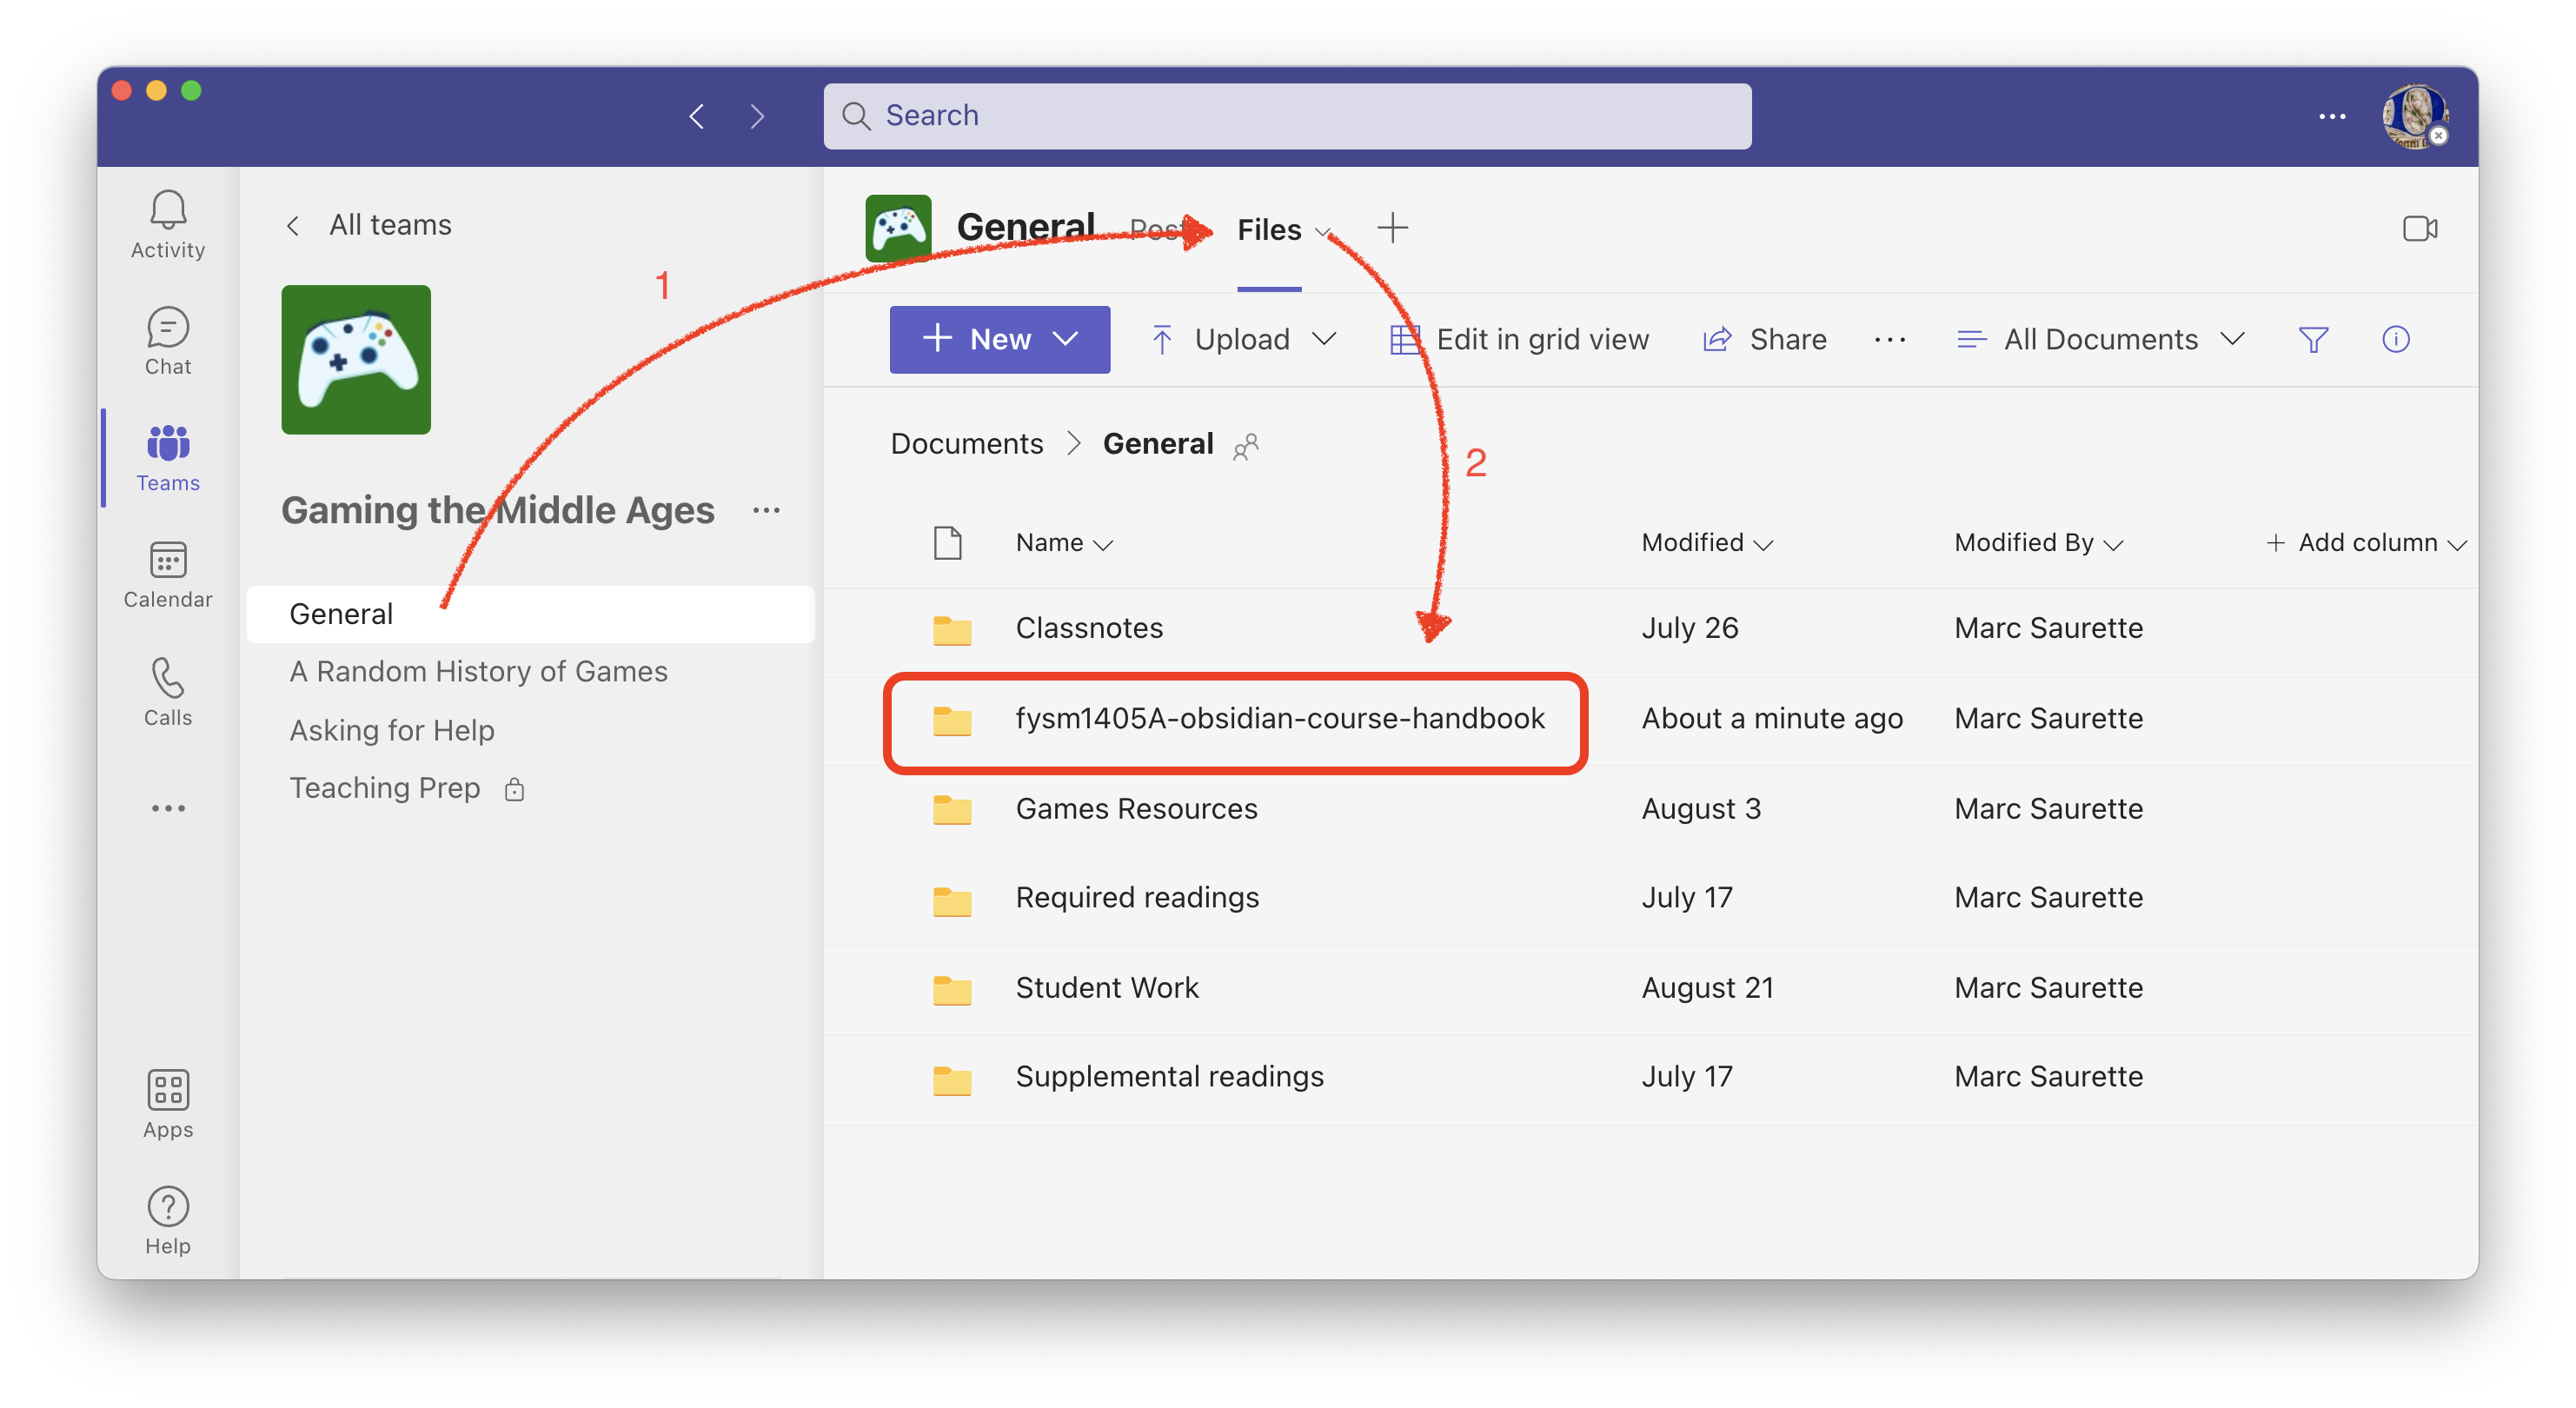 Search
Activity
Chat
Teams
Calendar
Calls
Apps
Help
All teams
Gaming the Middle Ages
General
A Random History of Games
Asking for Help
Teaching Prep
1
General Posts Files
New Upload Edit in grid view Share All Documents
Documents > General
2
Name Modified Modified By + Add column
Classnotes July 26 Marc Saurette
fysm1405A-obsidian-course-handbook About a minute ago Marc Saurette
Games Resources August 3 Marc Saurette
Required readings July 17 Marc Saurette
Student Work August 21 Marc Saurette
Supplemental readings July 17 Marc Saurette